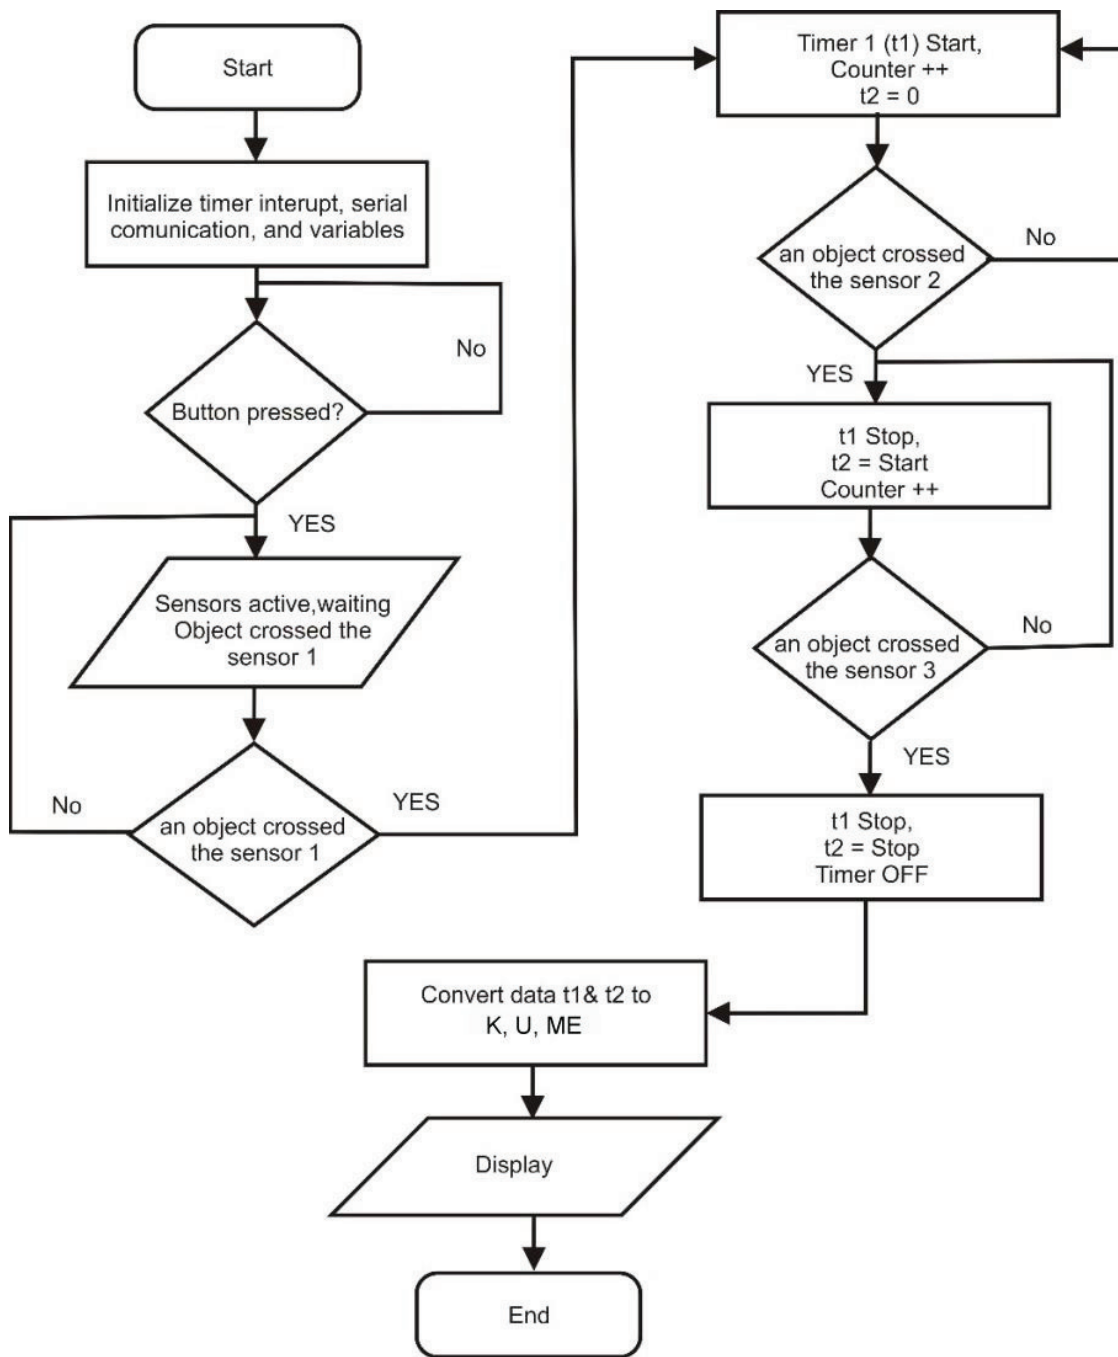 Start
Initialize timer interupt, serial
comunication, and variables
No
Button pressed?
YES
Sensors active,waiting
Object crossed the
sensor 1
No
YES
an object crossed
the sensor 1
Timer 1 (t1) Start,
Counter ++
t2 = 0
No
an object crossed
the sensor 2
YES
t1 Stop,
t2 = Start
Counter ++
No
an object crossed
the sensor 3
YES
t1 Stop,
t2 = Stop
Timer OFF
Convert data t1& t2 to
K, U, ME
Display
End